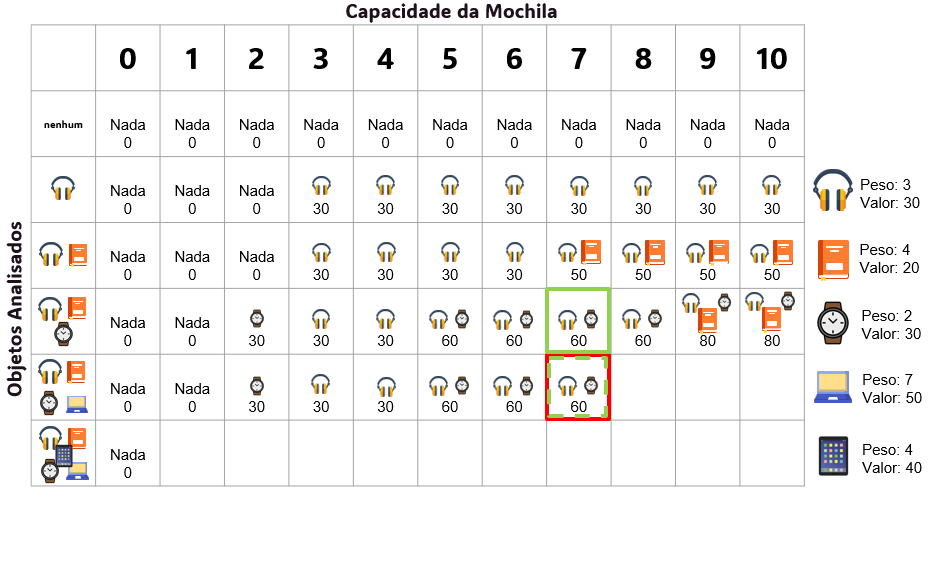 Capacidade da Mochila
0 1 2 3 4 5 6 7 8 9 10
Objetos Analisados
nenhum
Nada Nada Nada Nada Nada Nada Nada Nada Nada Nada Nada
0 0 0 0 0 0 0 0 0 0 0
Nada Nada Nada
0 0 0 30 30 30 30 30 30 30 30
Peso: 3
Valor: 30
Nada Nada Nada
0 0 0 30 30 30 30 50 50 50 50
Peso: 4
Valor: 20
Nada Nada
0 0 30 30 30 60 60 60 60 80 80
Peso: 2
Valor: 30
Nada Nada
0 0 30 30 30 60 60 60
Peso: 7
Valor: 50
Nada
0
Peso: 4
Valor: 40